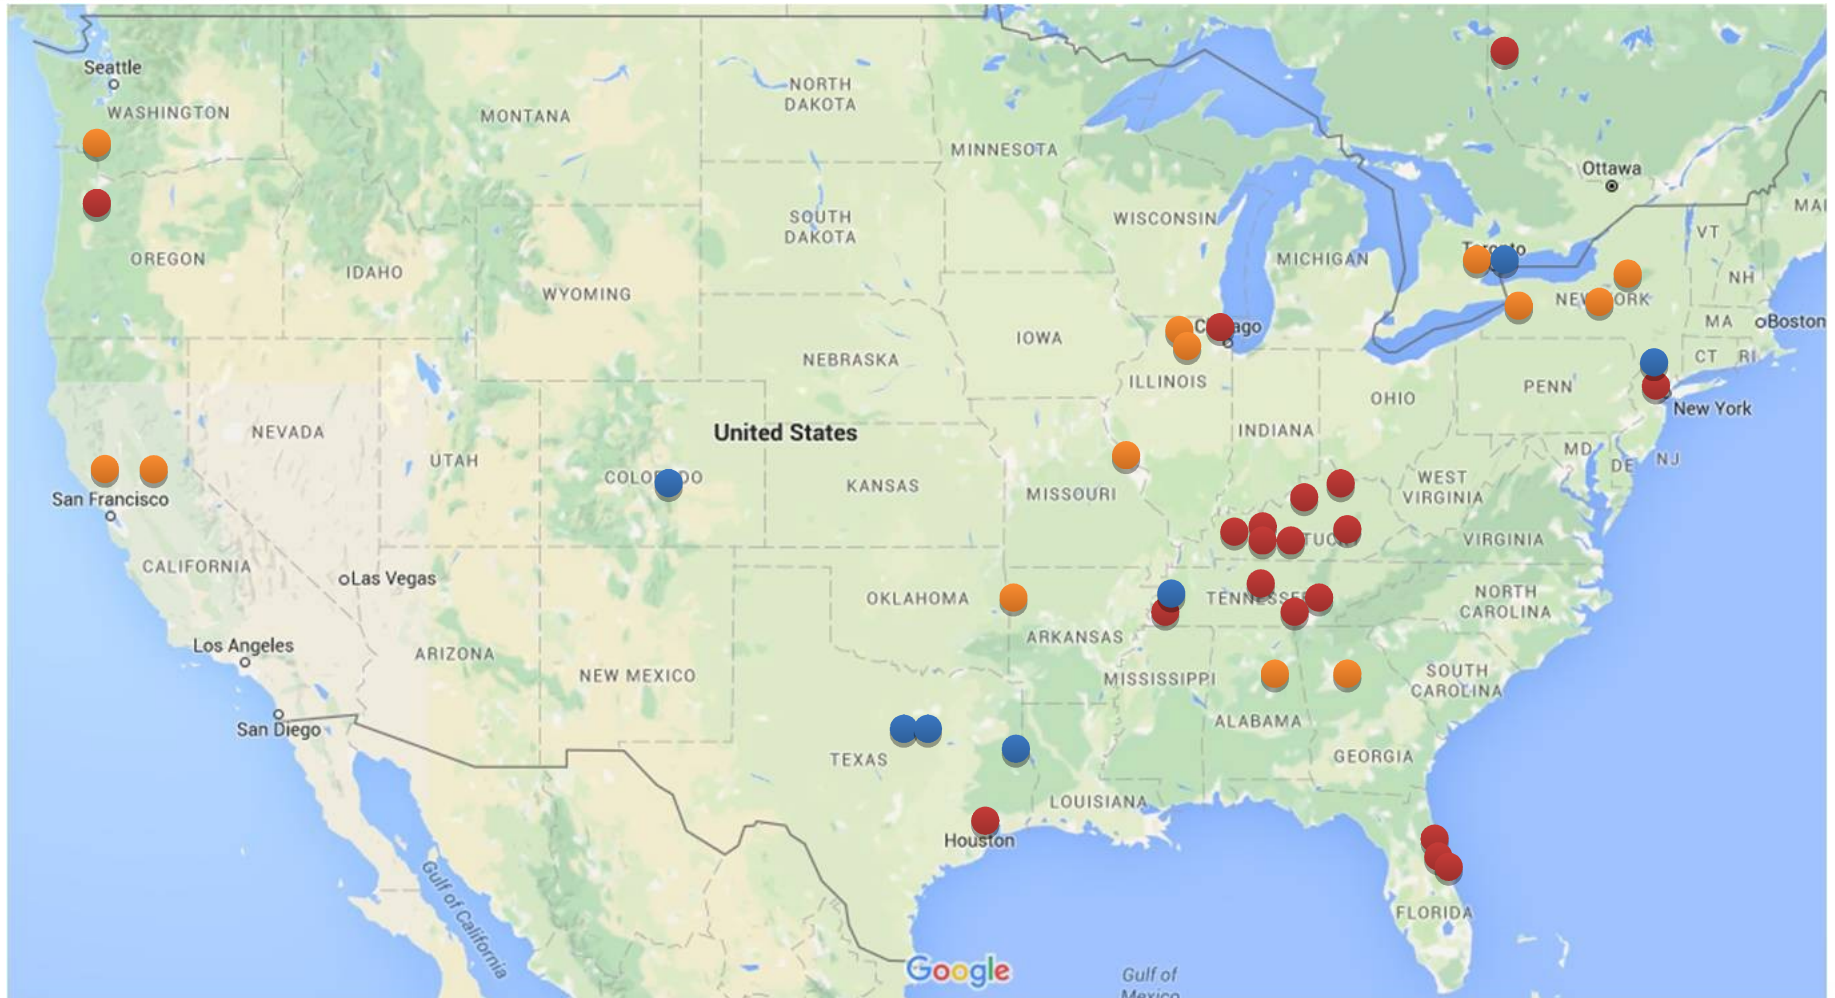 Seattle
WASHINGTON
MONTANA
NORTH
DAKOTA
MINNESOTA
Ottawa
OREGON
IDAHO
WYOMING
SOUTH
DAKOTA
WISCONSIN
MICHIGAN
VT
NH
NEBRASKA
IOWA
ILLINOIS
MA
Boston
CT
RI
PENN
OHIO
New York
NEVADA
UTAH
United States
KANSAS
MISSOURI
INDIANA
WEST
VIRGINIA
MD
DE
NJ
San Francisco
CALIFORNIA
Las Vegas
VIRGINIA
OKLAHOMA
ARKANSAS
NORTH
CAROLINA
Los Angeles
ARIZONA
NEW MEXICO
MISSISSIPPI
SOUTH
CAROLINA
San Diego
TEXAS
ALABAMA
GEORGIA
LOUISIANA
Houston
FLORIDA
Gulf of California
Google
Gulf of
Mexico